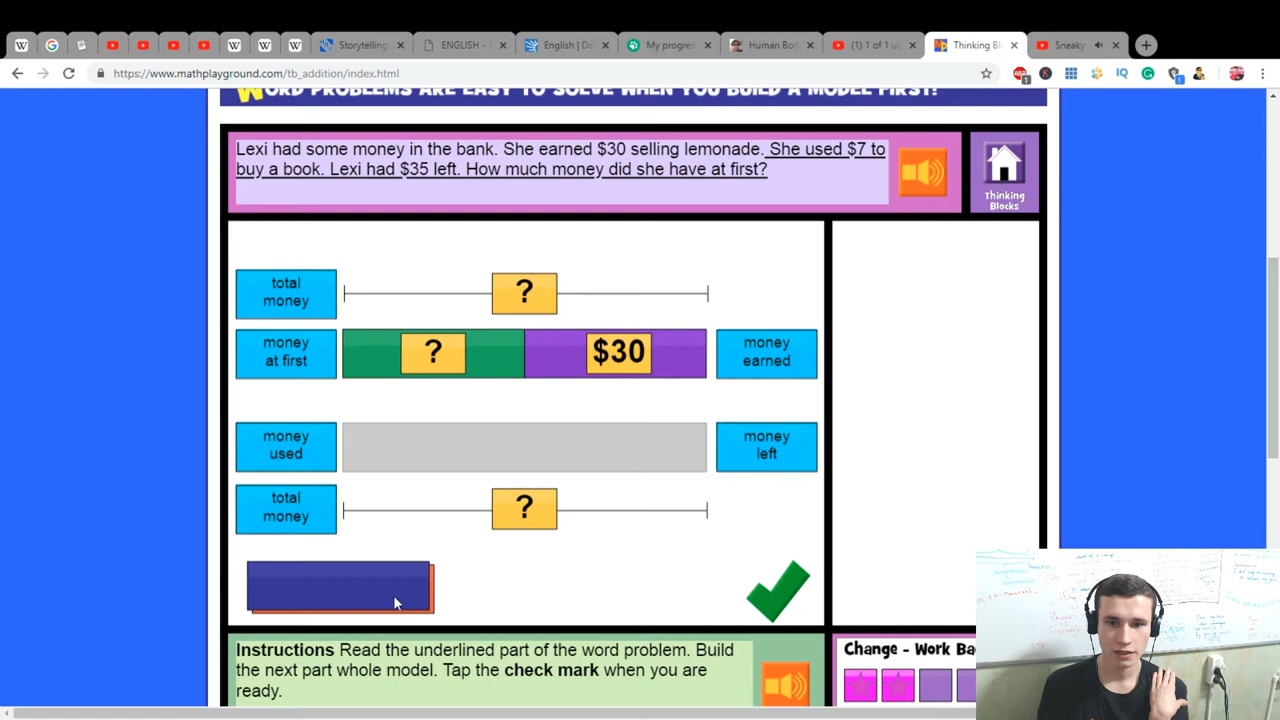 Storytelling
ENGLISH - T
English | De
My progres
Human Bod
(1) 1 of 1 up
Thinking Bl
Sneaky
https://www.mathplayground.com/tb_addition/index.html
WORD PROBLEMS ARE EASY TO SOLVE WHEN YOU BUILD A MODEL FIRST!
Lexi had some money in the bank. She earned $30 selling lemonade. She used $7 to
buy a book. Lexi had $35 left. How much money did she have at first?
Thinking
Blocks
total
money
?
money
at first
?
$30
money
earned
money
used
money
left
total
money
?
Instructions Read the underlined part of the word problem. Build
the next part whole model. Tap the check mark when you are
ready.
Change - Work Ba